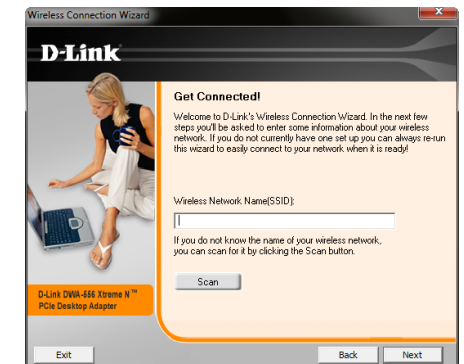 Wireless Connection Wizard
D-Link
Get Connected!
Welcome to D-Link's Wireless Connection Wizard. In the next few
steps you'll be asked to enter some information about your wireless
network. If you do not currently have one set up you can always re-run
this wizard to easily connect to your network when it is ready!
Wireless Network Name(SSID):
If you do not know the name of your wireless network,
you can scan for it by clicking the Scan button.
Scan
D-Link DWA-556 Xtreme N™
PCIe Desktop Adapter
Exit
Back
Next